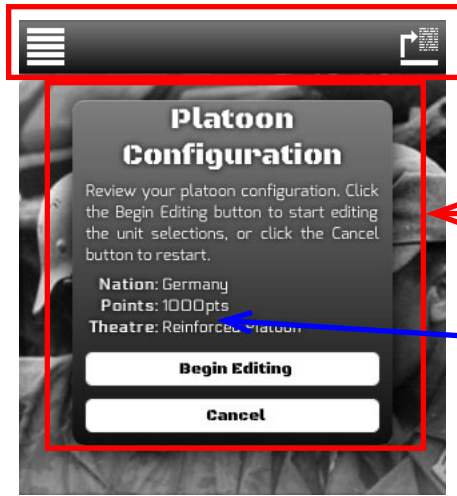 Platoon
Configuration
Review your platoon configuration. Click
the Begin Editing button to start editing
the unit selections, or click the Cancel
button to restart.
Nation: Germany
Points: 1000pts
Theatre: Reinforced Platoon
Begin Editing
Cancel